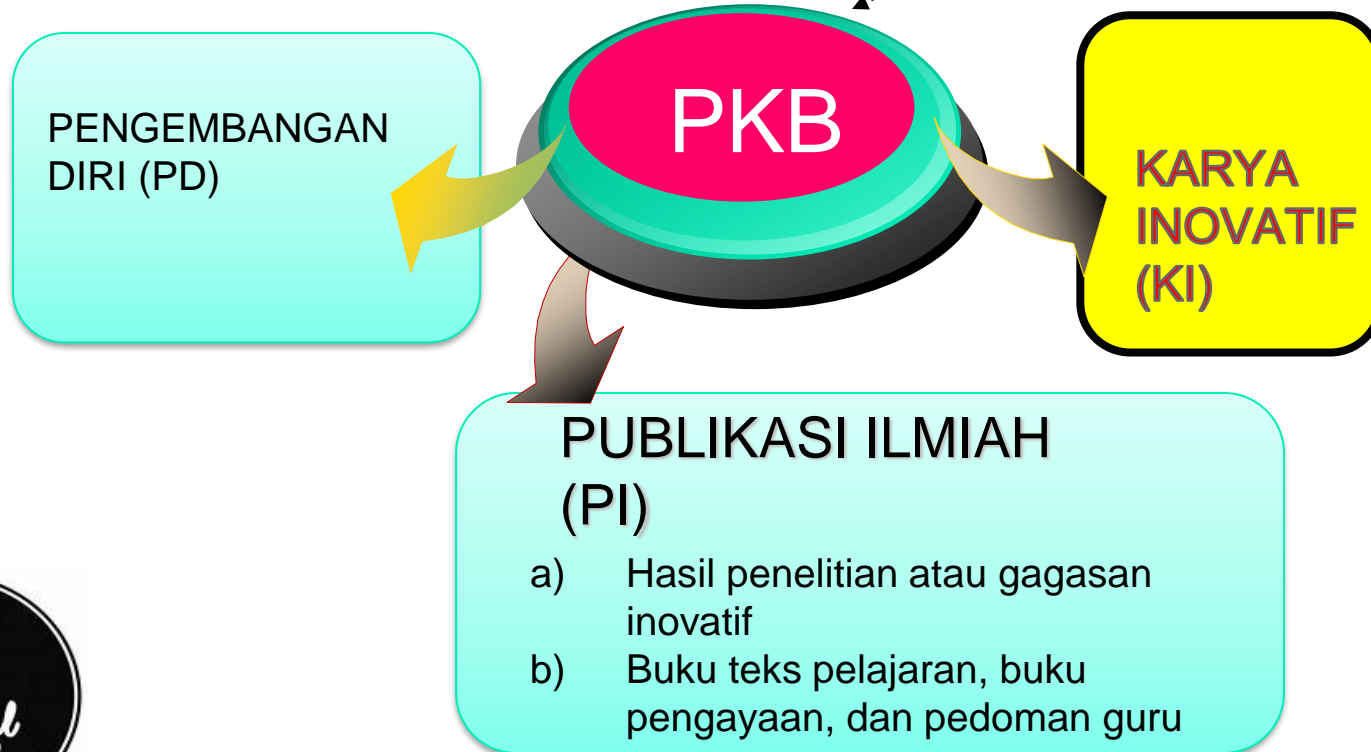 PKB
PENGEMBANGAN
DIRI (PD)
KARYA
INOVATIF
(KI)
PUBLIKASI ILMIAH
(PI)
a) Hasil penelitian atau gagasan
inovatif
b) Buku teks pelajaran, buku
pengayaan, dan pedoman guru